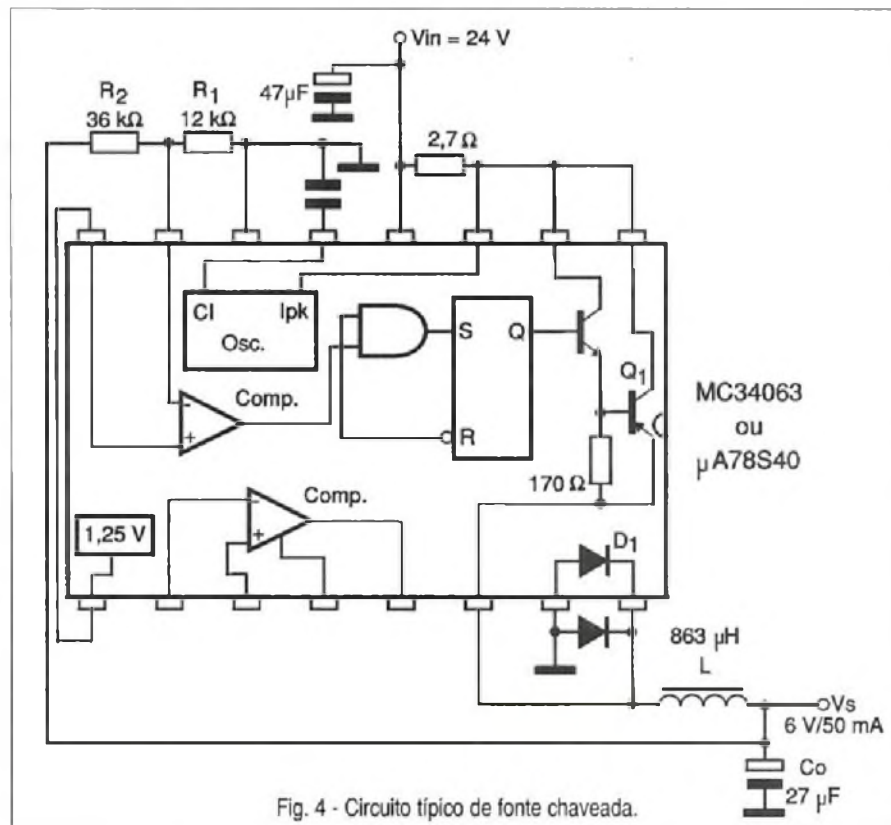 Vin = 24 V
R2
36 kΩ
R1
12 kΩ
47µF
2,7 Ω
CI
Ipk
Osc.
S
Q
R
Q1
Comp.
170 Ω
MC34063
ou
µA78S40
Comp.
1,25 V
D1
863 µH
L
Vs
6 V/50 mA
Co
27 µF
Fig. 4 - Circuito típico de fonte chaveada.